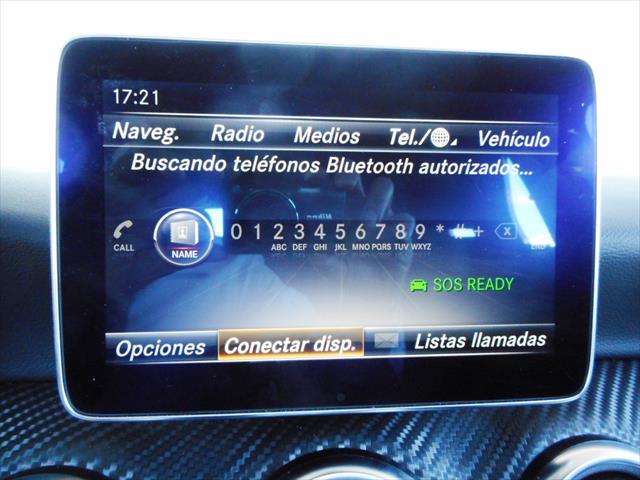 17:21
Naveg. Radio Medios Tel./ Vehículo
Buscando teléfonos Bluetooth autorizados...
CALL NAME 0 1 2 3 4 5 6 7 8 9 * # + END
ABC DEF GHI JKL MNO PQRS TUV WXYZ
SOS READY
Opciones Conectar disp. Listas llamadas